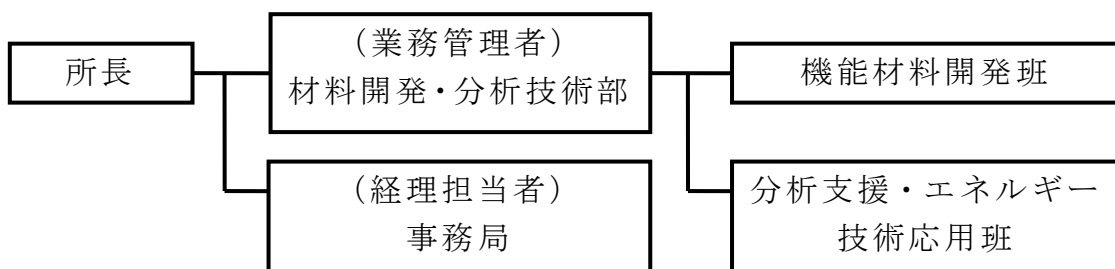 所長
(業務管理者)
材料開発・分析技術部
機能材料開発班
(経理担当者)
事務局
分析支援・エネルギー
技術応用班